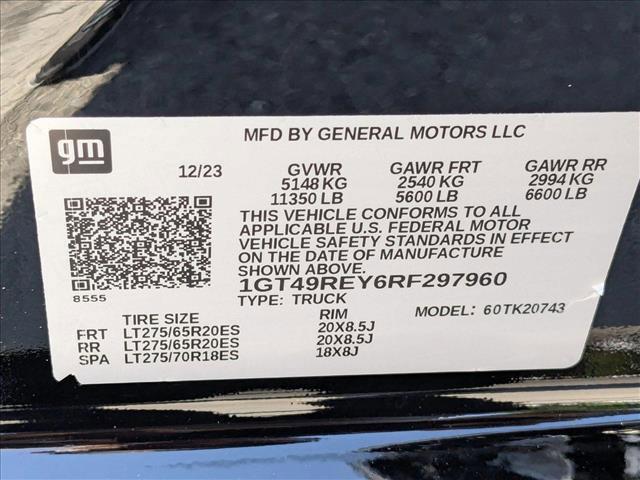 gm
MFD BY GENERAL MOTORS LLC
12/23 GVWR GAWR FRT GAWR RR
5148 KG 2540 KG 2994 KG
11350 LB 5600 LB 6600 LB
THIS VEHICLE CONFORMS TO ALL
APPLICABLE U.S. FEDERAL MOTOR
VEHICLE SAFETY STANDARDS IN EFFECT
ON THE DATE OF MANUFACTURE
SHOWN ABOVE.
8555
1GT49REY6RF297960
TYPE: TRUCK
MODEL: 60TK20743
TIRE SIZE RIM
FRT LT275/65R20ES 20X8.5J
RR LT275/65R20ES 20X8.5J
SPA LT275/70R18ES 18X8J